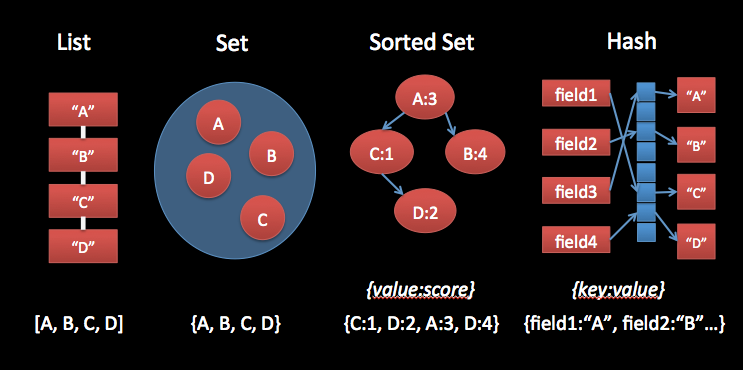 List
Set
Sorted Set
Hash
"A"
"B"
"C"
"D"
A
B
D
C
A:3
C:1
B:4
D:2
field1
field2
field3
field4
"A"
"B"
"C"
"D"
{value:score}
{key:value}
[A, B, C, D]
{A, B, C, D}
{C:1, D:2, A:3, D:4}
{field1:"A", field2:"B"...}